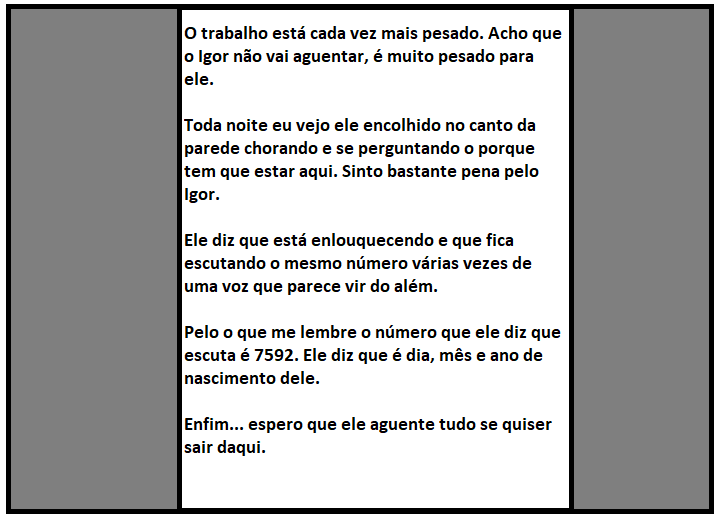 O trabalho está cada vez mais pesado. Acho que
o Igor não vai aguentar, é muito pesado para
ele.
Toda noite eu vejo ele encolhido no canto da
parede chorando e se perguntando o porque
tem que estar aqui. Sinto bastante pena pelo
Igor.
Ele diz que está enlouquecendo e que fica
escutando o mesmo número várias vezes de
uma voz que parece vir do além.
Pelo o que me lembre o número que ele diz que
escuta é 7592. Ele diz que é dia, mês e ano de
nascimento dele.
Enfim... espero que ele aguente tudo se quiser
sair daqui.